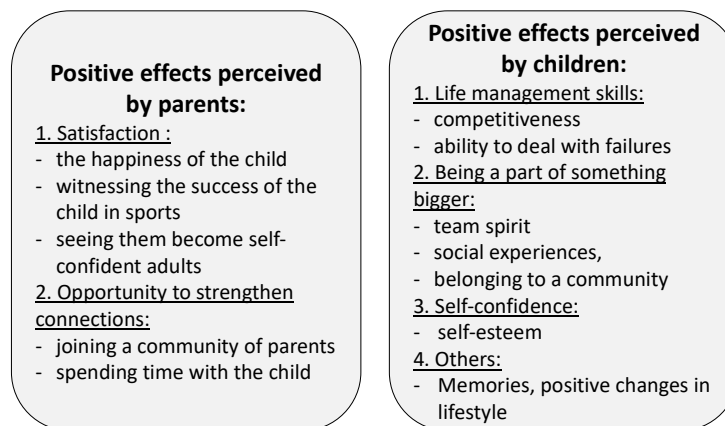 Positive effects perceived
by parents:
1. Satisfaction :
- the happiness of the child
- witnessing the success of the
child in sports
- seeing them become self-
confident adults
2. Opportunity to strengthen
connections:
- joining a community of parents
- spending time with the child
Positive effects perceived
by children:
1. Life management skills:
- competitiveness
- ability to deal with failures
2. Being a part of something
bigger:
- team spirit
- social experiences,
- belonging to a community
3. Self-confidence:
- self-esteem
4. Others:
- Memories, positive changes in
lifestyle